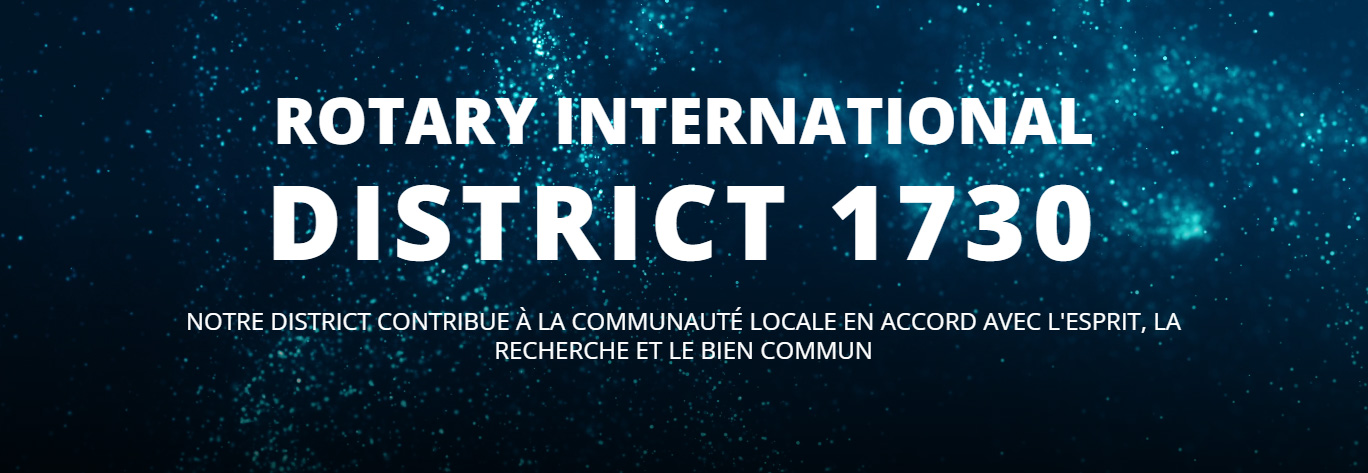 ROTARY INTERNATIONAL
DISTRICT 1730
NOTRE DISTRICT CONTRIBUE À LA COMMUNAUTÉ LOCALE EN ACCORD AVEC L'ESPRIT, LA
RECHERCHE ET LE BIEN COMMUN